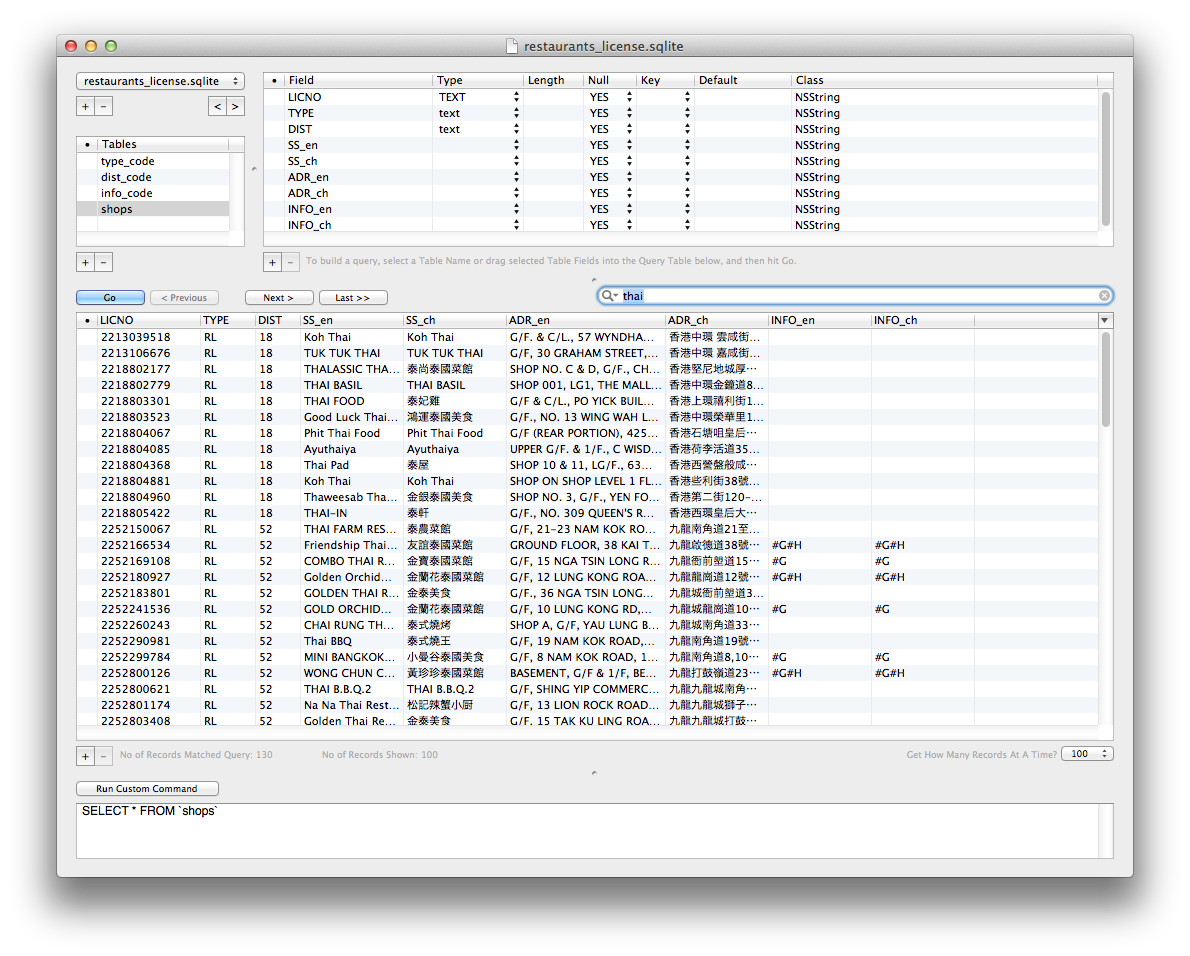 restaurants_license.sqlite
restaurants_license.sqlite
+ − < >
• Tables
type_code
dist_code
info_code
shops
+ −
• Field Type Length Null Key Default Class
LICNO TEXT YES NSString
TYPE text YES NSString
DIST text YES NSString
SS_en YES NSString
SS_ch YES NSString
ADR_en YES NSString
ADR_ch YES NSString
INFO_en YES NSString
INFO_ch YES NSString
+ − To build a query, select a Table Name or drag selected Table Fields into the Query Table below, and then hit Go.
Go < Previous Next > Last >> thai
• LICNO TYPE DIST SS_en SS_ch ADR_en ADR_ch INFO_en INFO_ch
2213039518 RL 18 Koh Thai Koh Thai G/F. & C/L., 57 WYNDHA... 香港中環 雲咸街...
2213106676 RL 18 TUK TUK THAI TUK TUK THAI G/F, 30 GRAHAM STREET,... 香港中環 嘉咸街...
2218802177 RL 18 THALASSIC THA... 泰尚泰國菜館 SHOP NO. C & D, G/F., CH... 香港堅尼地城厚...
2218802779 RL 18 THAI BASIL THAI BASIL SHOP 001, LG1, THE MALL... 香港中環金鐘道8...
2218803301 RL 18 THAI FOOD 泰妃雞 G/F & C/L., PO YICK BUIL... 香港上環禧利街1...
2218803523 RL 18 Good Luck Thai... 鴻運泰國美食 G/F., NO. 13 WING WAH L... 香港中環榮華里1...
2218804067 RL 18 Phit Thai Food Phit Thai Food G/F (REAR PORTION), 425... 香港石塘咀皇后...
2218804085 RL 18 Ayuthaiya Ayuthaiya UPPER G/F. & 1/F., C WISD... 香港荷李活道35...
2218804368 RL 18 Thai Pad 泰屋 SHOP 10 & 11, LG/F., 63... 香港西營盤般咸...
2218804881 RL 18 Koh Thai Koh Thai SHOP ON SHOP LEVEL 1 FL... 香港些利街38號...
2218804960 RL 18 Thaweesab Tha... 金銀泰國美食 SHOP NO. 3, G/F., YEN FO... 香港第二街120-...
2218805422 RL 18 THAI-IN 泰軒 G/F., NO. 309 QUEEN'S R... 香港西環皇后大...
2252150067 RL 52 THAI FARM RES... 泰農菜館 G/F, 21-23 NAM KOK RO... 九龍南角道21至...
2252166534 RL 52 Friendship Thai... 友誼泰國菜館 GROUND FLOOR, 38 KAI T... 九龍啟德道38號... #G#H #G#H
2252169108 RL 52 COMBO THAI R... 金寶泰國菜館 G/F, 15 NGA TSIN LONG R... 九龍衙前塱道15... #G #G
2252180927 RL 52 Golden Orchid... 金蘭花泰國菜館 G/F, 12 LUNG KONG ROA... 九龍龍崗道12號... #G#H #G#H
2252183801 RL 52 GOLDEN THAI R... 金泰美食 G/F., 36 NGA TSIN LONG... 九龍城衙前塱道3...
2252241536 RL 52 GOLD ORCHID... 金蘭花泰國菜館 G/F, 10 LUNG KONG RD,... 九龍城龍崗道10... #G #G
2252260243 RL 52 CHAI RUNG TH... 泰式燒烤 SHOP A, G/F, YAU LUNG B... 九龍城南角道33...
2252290981 RL 52 Thai BBQ 泰式燒王 G/F, 19 NAM KOK ROAD,... 九龍南角道19號...
2252299784 RL 52 MINI BANGKOK... 小曼谷泰國美食 G/F, 8 NAM KOK ROAD, 1... 九龍南角道8,10... #G #G
2252800126 RL 52 WONG CHUN C... 黃珍珍泰國菜館 BASEMENT, G/F & 1/F, BE... 九龍打鼓嶺道23... #G#H #G#H
2252800621 RL 52 THAI B.B.Q.2 THAI B.B.Q.2 G/F, SHING YIP COMMERC... 九龍九龍城南角...
2252801174 RL 52 Na Na Thai Rest... 松記辣蟹小厨 G/F, 13 LION ROCK ROAD... 九龍九龍城獅子...
2252803408 RL 52 Golden Thai Re... 金泰美食 G/F, 15 TAK KU LING ROA... 九龍九龍城打鼓...
+ − No of Records Matched Query: 130 No of Records Shown: 100 Get How Many Records At A Time? 100
Run Custom Command
SELECT * FROM `shops`